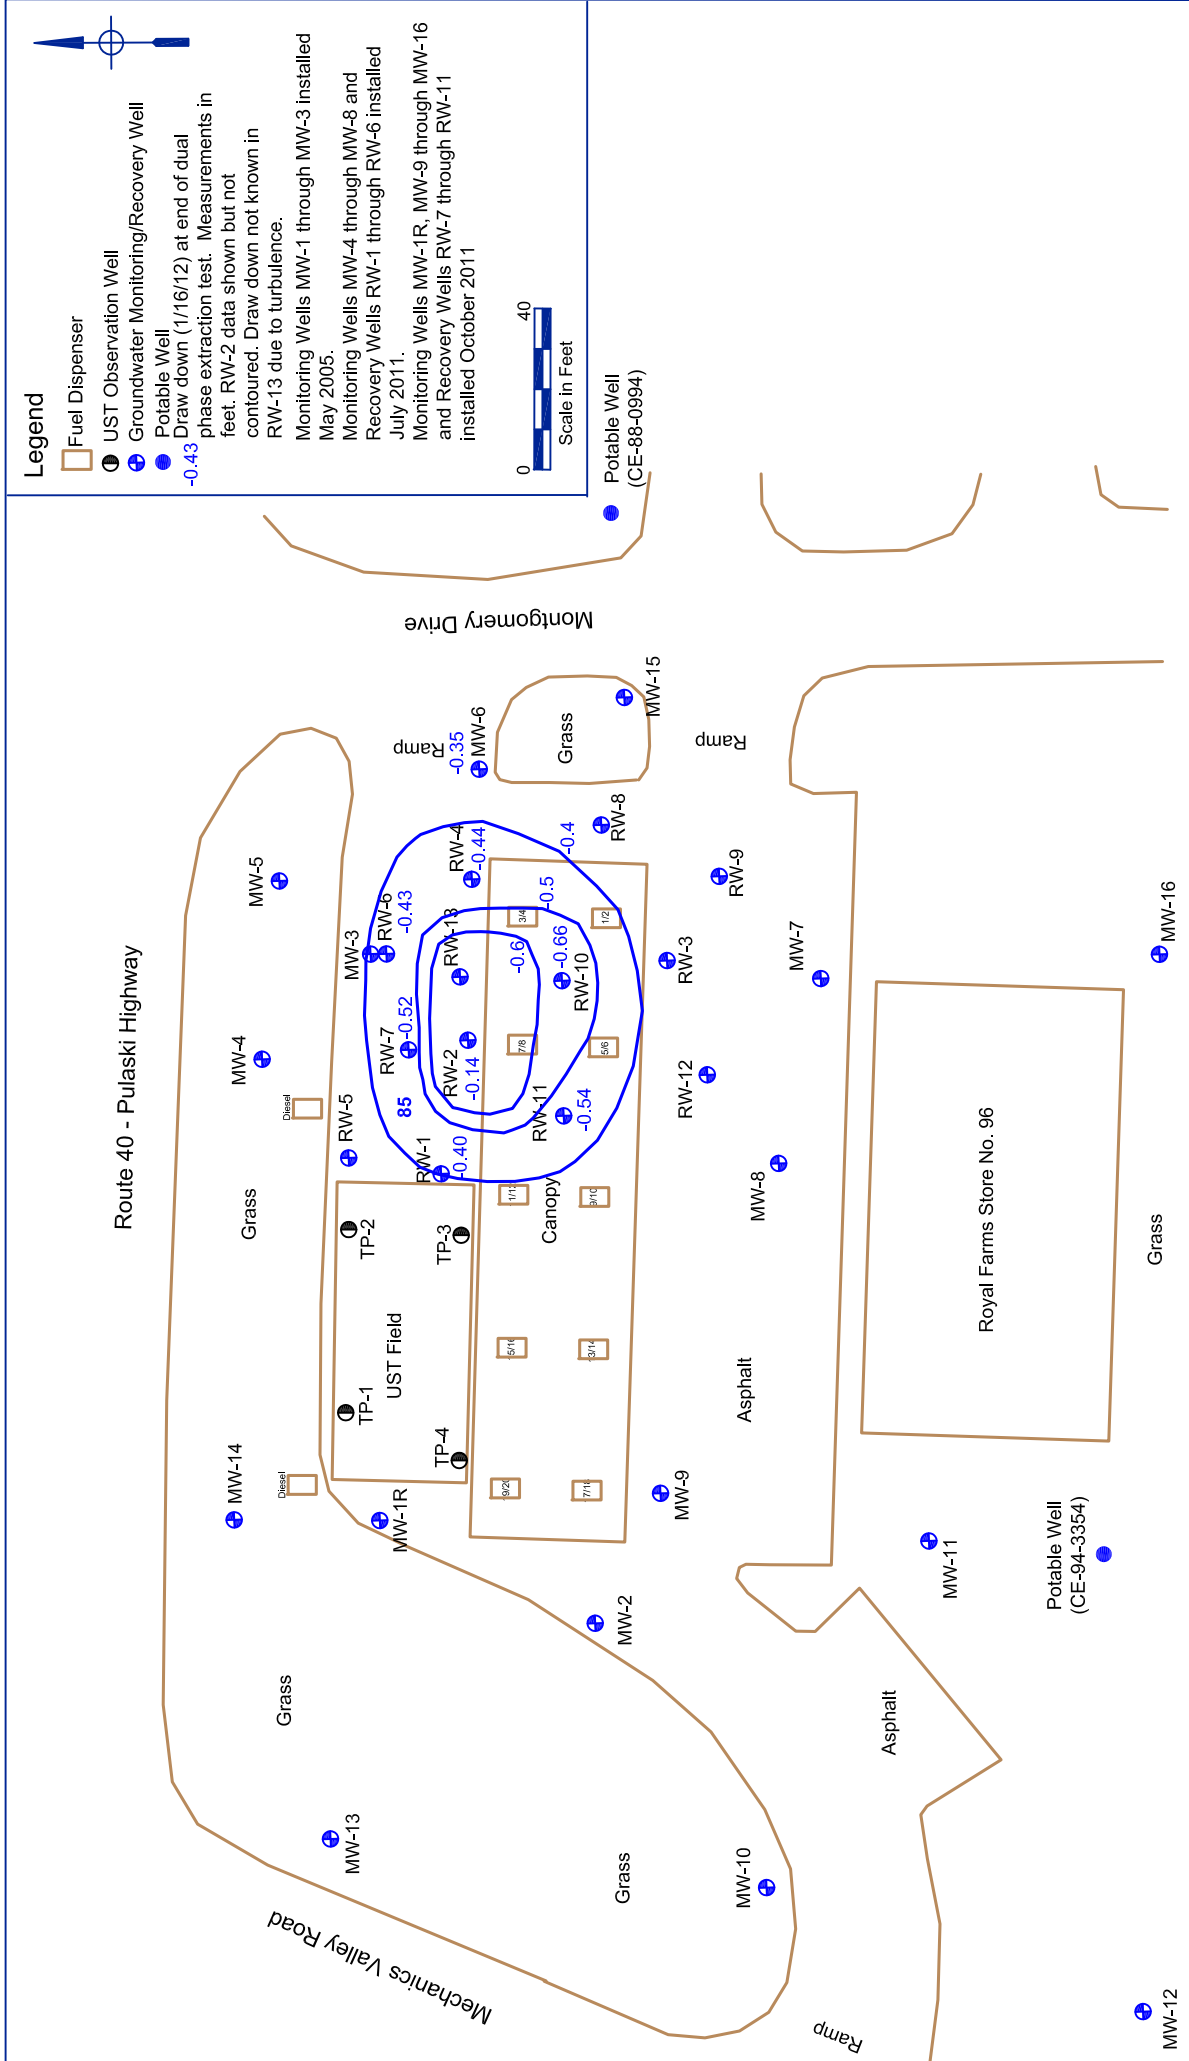 Legend
Fuel Dispenser
UST Observation Well
Groundwater Monitoring/Recovery Well
Potable Well
-0.43
Draw down (1/16/12) at end of dual
phase extraction test.  Measurements in
feet. RW-2 data shown but not
contoured. Draw down not known in
RW-13 due to turbulence.
Monitoring Wells MW-1 through MW-3 installed
May 2005.
Monitoring Wells MW-4 through MW-8 and
Recovery Wells RW-1 through RW-6 installed
July 2011.
Monitoring Wells MW-1R, MW-9 through MW-16
and Recovery Wells RW-7 through RW-11
installed October 2011
0
40
Scale in Feet
Potable Well
(CE-88-0994)
Route 40 - Pulaski Highway
Montgomery Drive
Mechanics Valley Road
MW-14
Grass
MW-4
MW-5
Diesel
Diesel
RW-5
MW-3
RW-6
-0.43
RW-7
-0.52
85
Ramp
-0.35
MW-6
MW-13
Grass
MW-1R
TP-1
TP-2
UST Field
TP-4
TP-3
RW-1
-0.40
RW-2
-0.14
RW-13
RW-4
-0.44
-0.6
-0.5
-0.4
-0.66
RW-10
RW-11
-0.54
Canopy
19/20
15/16
11/12
7/8
3/4
17/18
13/14
9/10
5/6
1/2
Grass
MW-15
RW-8
Ramp
MW-2
MW-9
RW-12
RW-3
RW-9
Grass
MW-10
Asphalt
MW-8
MW-7
Ramp
Asphalt
MW-11
Royal Farms Store No. 96
Potable Well
(CE-94-3354)
Grass
MW-16
MW-12